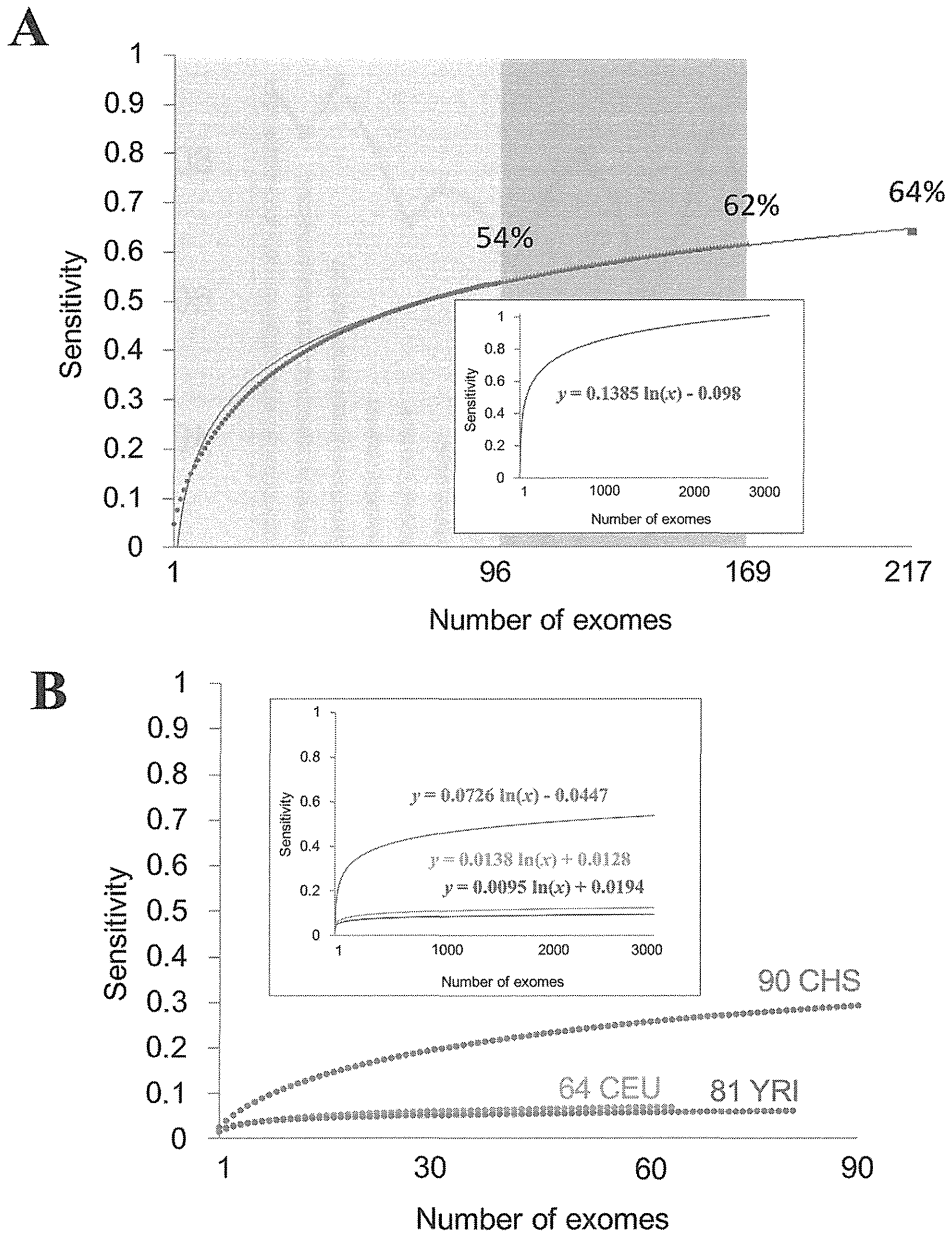 A
1
0.9
0.8
0.7
0.6
0.5
0.4
0.3
0.2
0.1
0
Sensitivity
54%
62%
64%
1
0.8
0.6
0.4
0.2
0
Sensitivity
y = 0.1385 ln(x) - 0.098
1 1000 2000 3000
Number of exomes
1 96 169 217
Number of exomes
B
1
0.9
0.8
0.7
0.6
0.5
0.4
0.3
0.2
0.1
0
Sensitivity
1
0.8
0.6
0.4
0.2
0
Sensitivity
y = 0.0726 ln(x) - 0.0447
y = 0.0138 ln(x) + 0.0128
y = 0.0095 ln(x) + 0.0194
1 1000 2000 3000
Number of exomes
90 CHS
64 CEU
81 YRI
1 30 60 90
Number of exomes